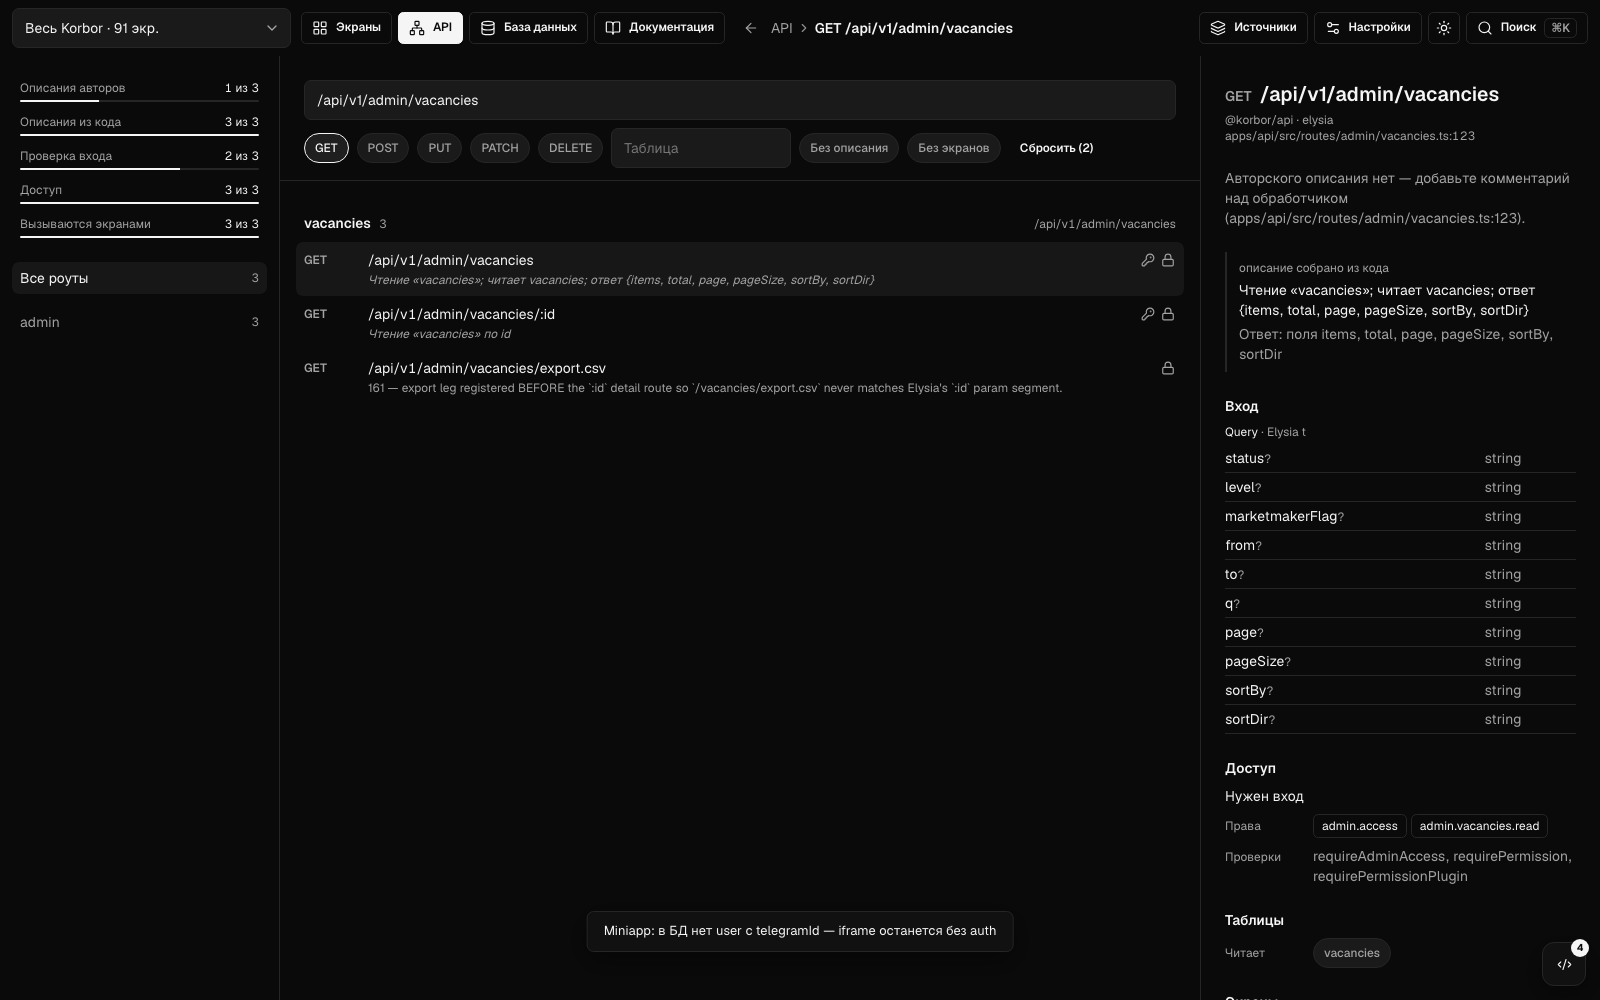 Весь Korbor · 91 экр.
Экраны
API
База данных
Документация
API
GET /api/v1/admin/vacancies
Источники
Настройки
Поиск
⌘K
Описания авторов
1 из 3
Описания из кода
3 из 3
Проверка входа
2 из 3
Доступ
3 из 3
Вызываются экранами
3 из 3
Все роуты
3
admin
3
/api/v1/admin/vacancies
GET
POST
PUT
PATCH
DELETE
Таблица
Без описания
Без экранов
Сбросить (2)
vacancies 3
/api/v1/admin/vacancies
GET
/api/v1/admin/vacancies
Чтение «vacancies»; читает vacancies; ответ {items, total, page, pageSize, sortBy, sortDir}
GET
/api/v1/admin/vacancies/:id
Чтение «vacancies» по id
GET
/api/v1/admin/vacancies/export.csv
161 — export leg registered BEFORE the `:id` detail route so `/vacancies/export.csv` never matches Elysia's `:id` param segment.
Miniapp: в БД нет user с telegramId — iframe останется без auth
GET /api/v1/admin/vacancies
@korbor/api · elysia
apps/api/src/routes/admin/vacancies.ts:123
Авторского описания нет — добавьте комментарий
над обработчиком
(apps/api/src/routes/admin/vacancies.ts:123).
описание собрано из кода
Чтение «vacancies»; читает vacancies; ответ
{items, total, page, pageSize, sortBy, sortDir}
Ответ: поля items, total, page, pageSize, sortBy,
sortDir
Вход
Query · Elysia t
status?
string
level?
string
marketmakerFlag?
string
from?
string
to?
string
q?
string
page?
string
pageSize?
string
sortBy?
string
sortDir?
string
Доступ
Нужен вход
Права
admin.access
admin.vacancies.read
Проверки
requireAdminAccess, requirePermission,
requirePermissionPlugin
Таблицы
Читает
vacancies
4